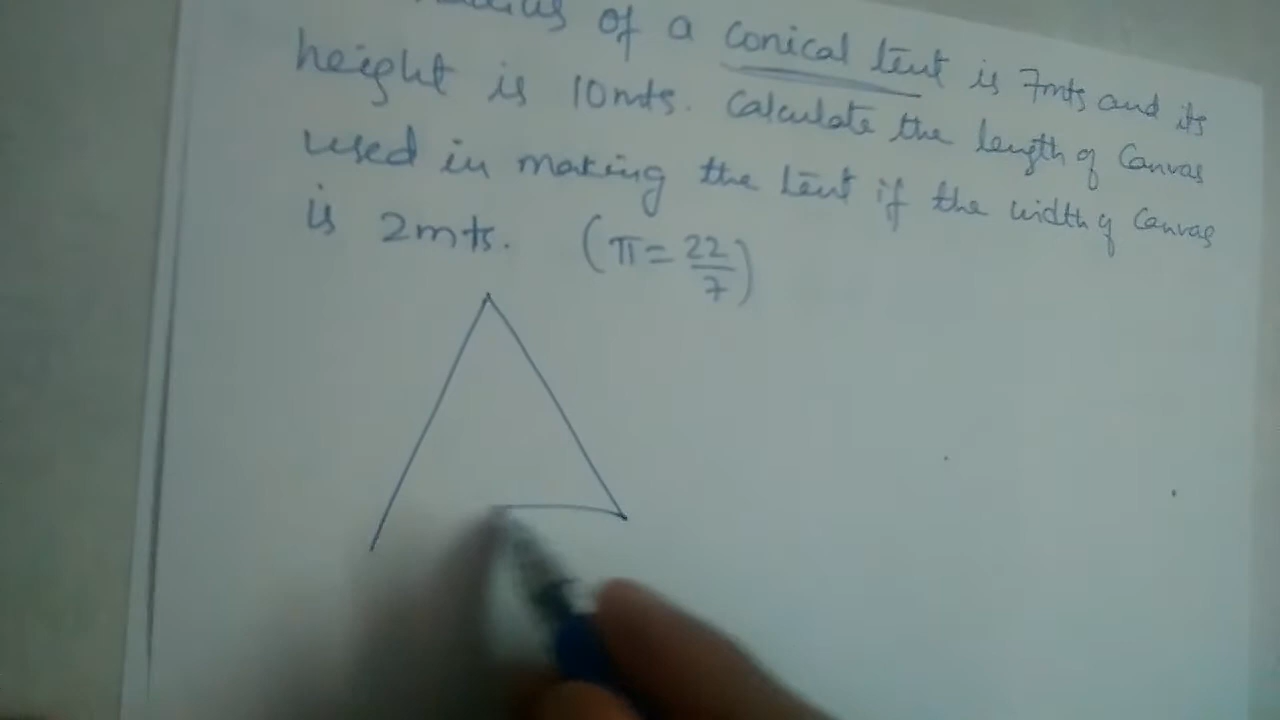 of a conical tent is 7mts and its
height is 10mts. Calculate the length of Canvas
used in making the tent if the width of Canvas
is 2mts. (π = 22/7)